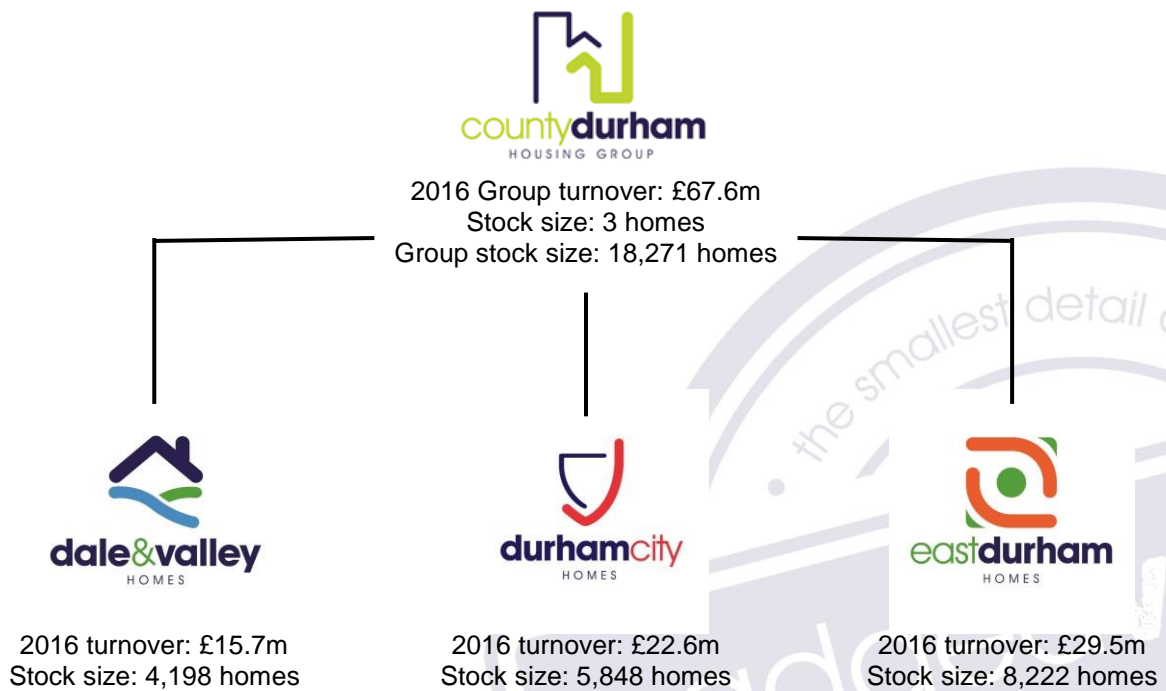 countydurham
HOUSING GROUP
2016 Group turnover: £67.6m
Stock size: 3 homes
Group stock size: 18,271 homes
the smallest detail
dale&valley
HOMES
durhamcity
HOMES
eastdurham
HOMES
2016 turnover: £15.7m
Stock size: 4,198 homes
2016 turnover: £22.6m
Stock size: 5,848 homes
2016 turnover: £29.5m
Stock size: 8,222 homes